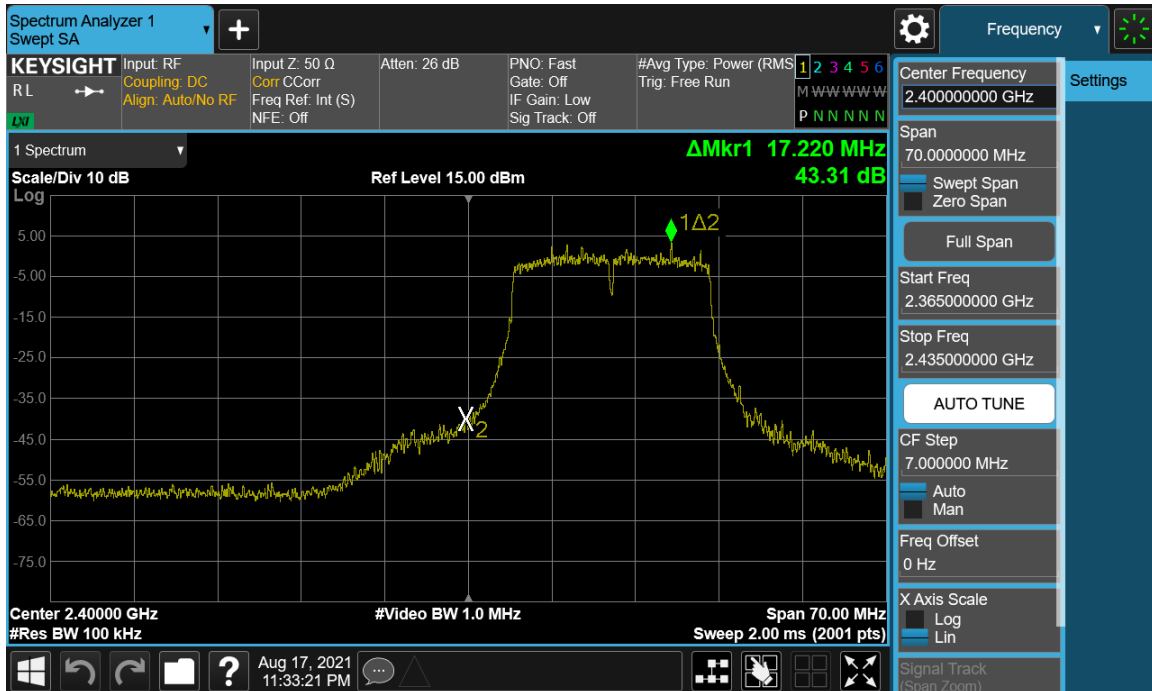 Spectrum Analyzer 1
Swept SA
+
Frequency
KEYSIGHT
Input: RF
Input Z: 50 Ω
Atten: 26 dB
PNO: Fast
#Avg Type: Power (RMS
1 2 3 4 5 6
R L
Coupling: DC
Corr CCorr
Gate: Off
Trig: Free Run
M W W W W W
Align: Auto/No RF
Freq Ref: Int (S)
IF Gain: Low
LXI
NFE: Off
Sig Track: Off
P N N N N N
1 Spectrum
ΔMkr1 17.220 MHz
43.31 dB
Scale/Div 10 dB
Ref Level 15.00 dBm
Log
1Δ2
5.00
-5.00
-15.0
-25.0
-35.0
X2
-45.0
-55.0
-65.0
-75.0
Center 2.40000 GHz
#Video BW 1.0 MHz
Span 70.00 MHz
#Res BW 100 kHz
Sweep 2.00 ms (2001 pts)
?
Aug 17, 2021
11:33:21 PM
Center Frequency
2.400000000 GHz
Settings
Span
70.0000000 MHz
Swept Span
Zero Span
Full Span
Start Freq
2.365000000 GHz
Stop Freq
2.435000000 GHz
AUTO TUNE
CF Step
7.000000 MHz
Auto
Man
Freq Offset
0 Hz
X Axis Scale
Log
Lin
Signal Track
(Span Zoom)